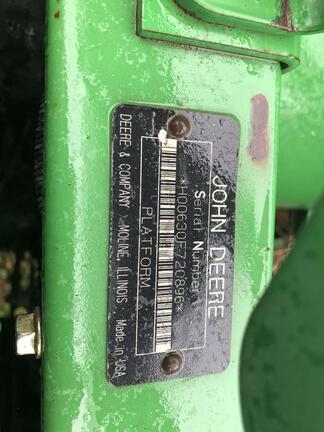 JOHN DEERE
Serial Number
*H00630F720896*
PLATFORM
DEERE & COMPANY MOLINE, ILLINOIS Made in USA